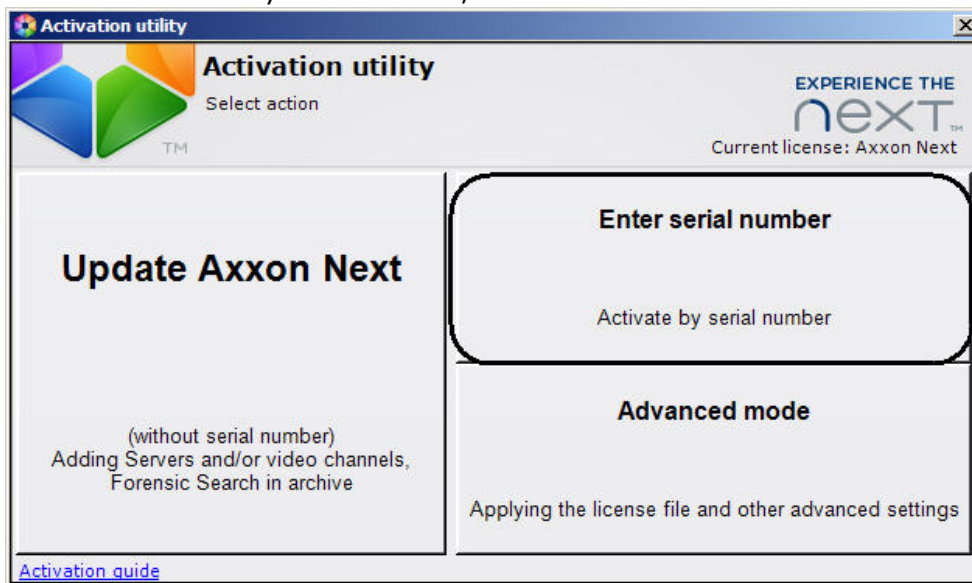 Activation utility
Activation utility
Select action
EXPERIENCE THE
next TM
Current license: Axxon Next
TM
Update Axxon Next
(without serial number)
Adding Servers and/or video channels,
Forensic Search in archive
Enter serial number
Activate by serial number
Advanced mode
Applying the license file and other advanced settings
Activation guide